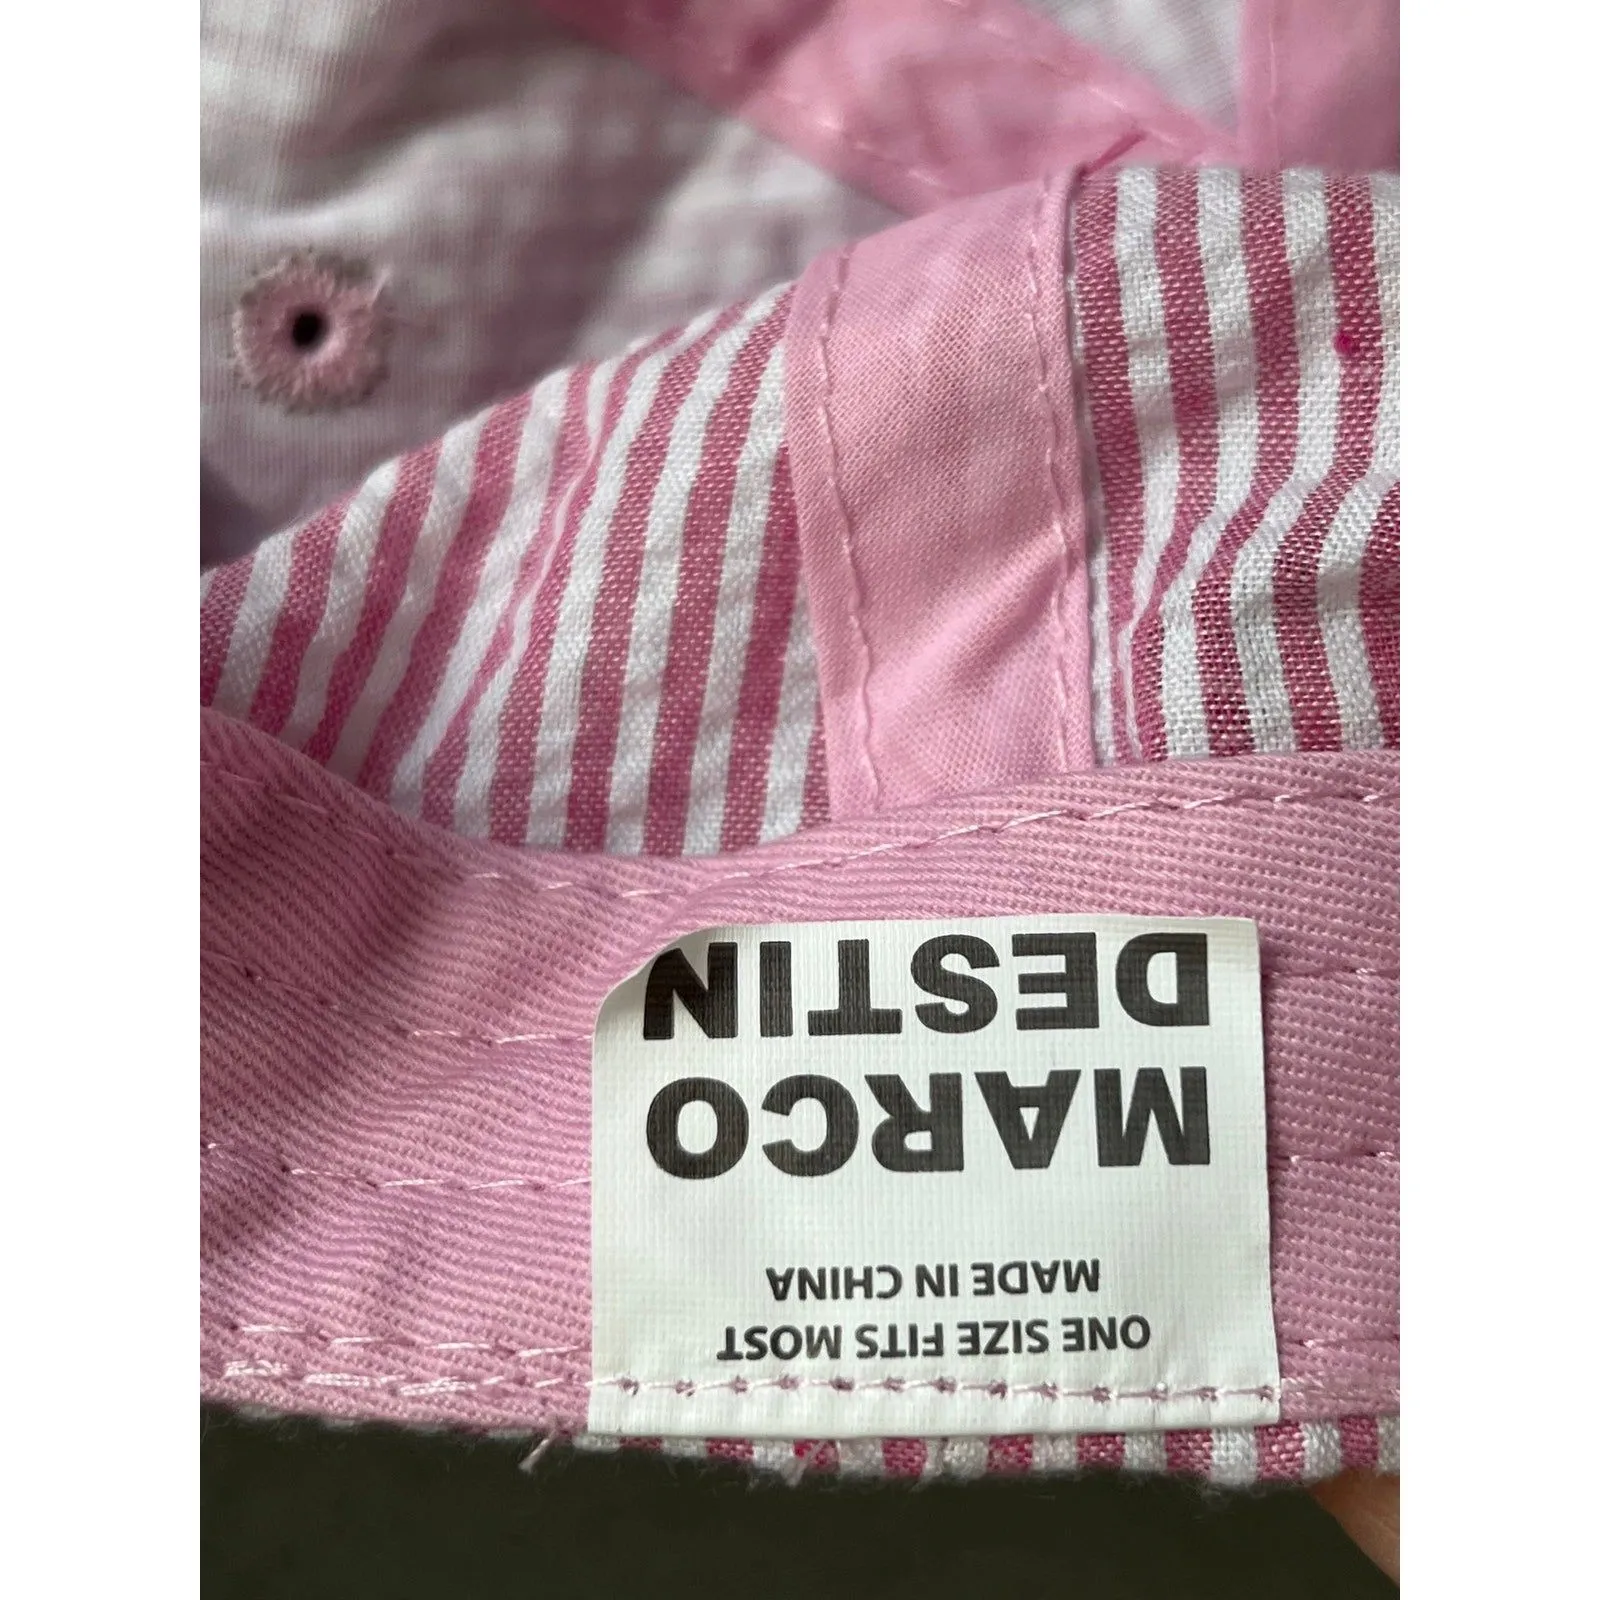 ONE SIZE FITS MOST
MADE IN CHINA
MARCO
DESTIN